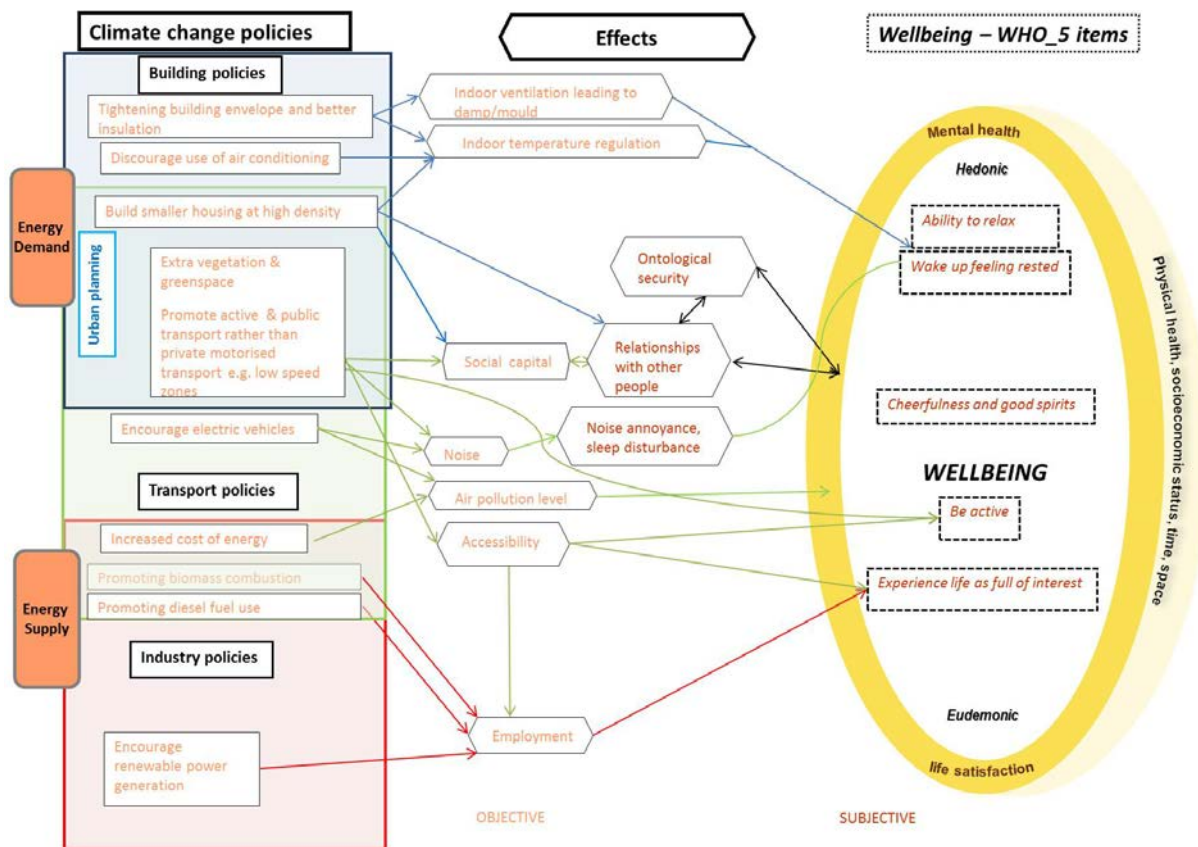 Climate change policies
Effects
Wellbeing – WHO_5 items
Building policies
Tightening building envelope and better
insulation
Discourage use of air conditioning
Build smaller housing at high density
Energy
Demand
Urban planning
Extra vegetation &
greenspace
Promote active & public
transport rather than
private motorised
transport e.g. low speed
zones
Encourage electric vehicles
Transport policies
Increased cost of energy
Promoting biomass combustion
Promoting diesel fuel use
Energy
Supply
Industry policies
Encourage
renewable power
generation
Indoor ventilation leading to
damp/mould
Indoor temperature regulation
Ontological
security
Social capital
Relationships
with other
people
Noise
Noise annoyance,
sleep disturbance
Air pollution level
Accessibility
Employment
OBJECTIVE
SUBJECTIVE
Mental health
Hedonic
Ability to relax
Wake up feeling rested
Cheerfulness and good spirits
WELLBEING
Be active
Experience life as full of interest
Eudemonic
life satisfaction
Physical health, socioeconomic status, time, space